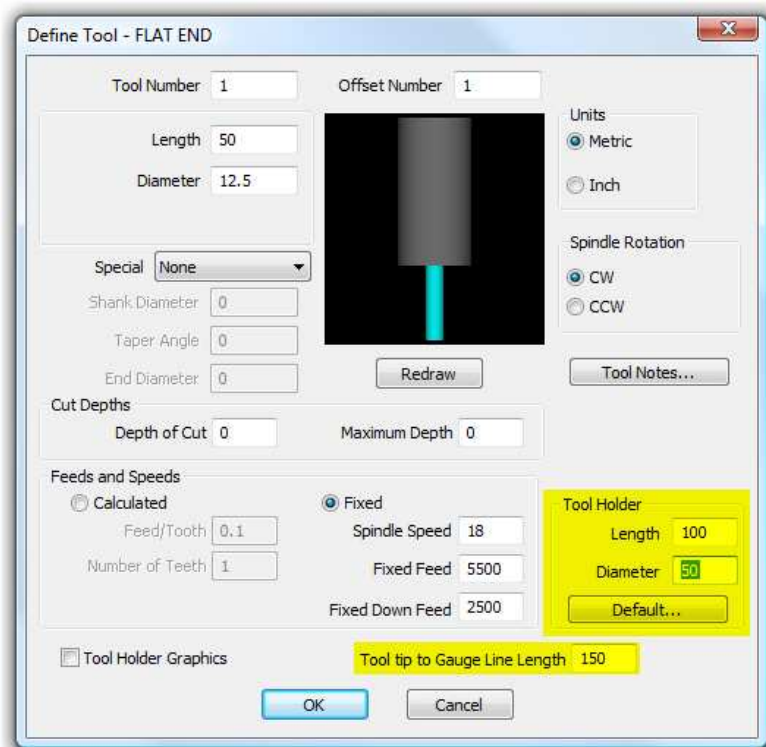 Define Tool - FLAT END
Tool Number 1 Offset Number 1
Length 50
Diameter 12.5
Units
Metric
Inch
Special None
Shank Diameter 0
Taper Angle 0
End Diameter 0
Spindle Rotation
CW
CCW
Redraw
Tool Notes...
Cut Depths
Depth of Cut 0 Maximum Depth 0
Feeds and Speeds
Calculated Fixed
Feed/Tooth 0.1 Spindle Speed 18
Number of Teeth 1 Fixed Feed 5500
Fixed Down Feed 2500
Tool Holder
Length 100
Diameter 50
Default...
Tool Holder Graphics Tool tip to Gauge Line Length 150
OK Cancel